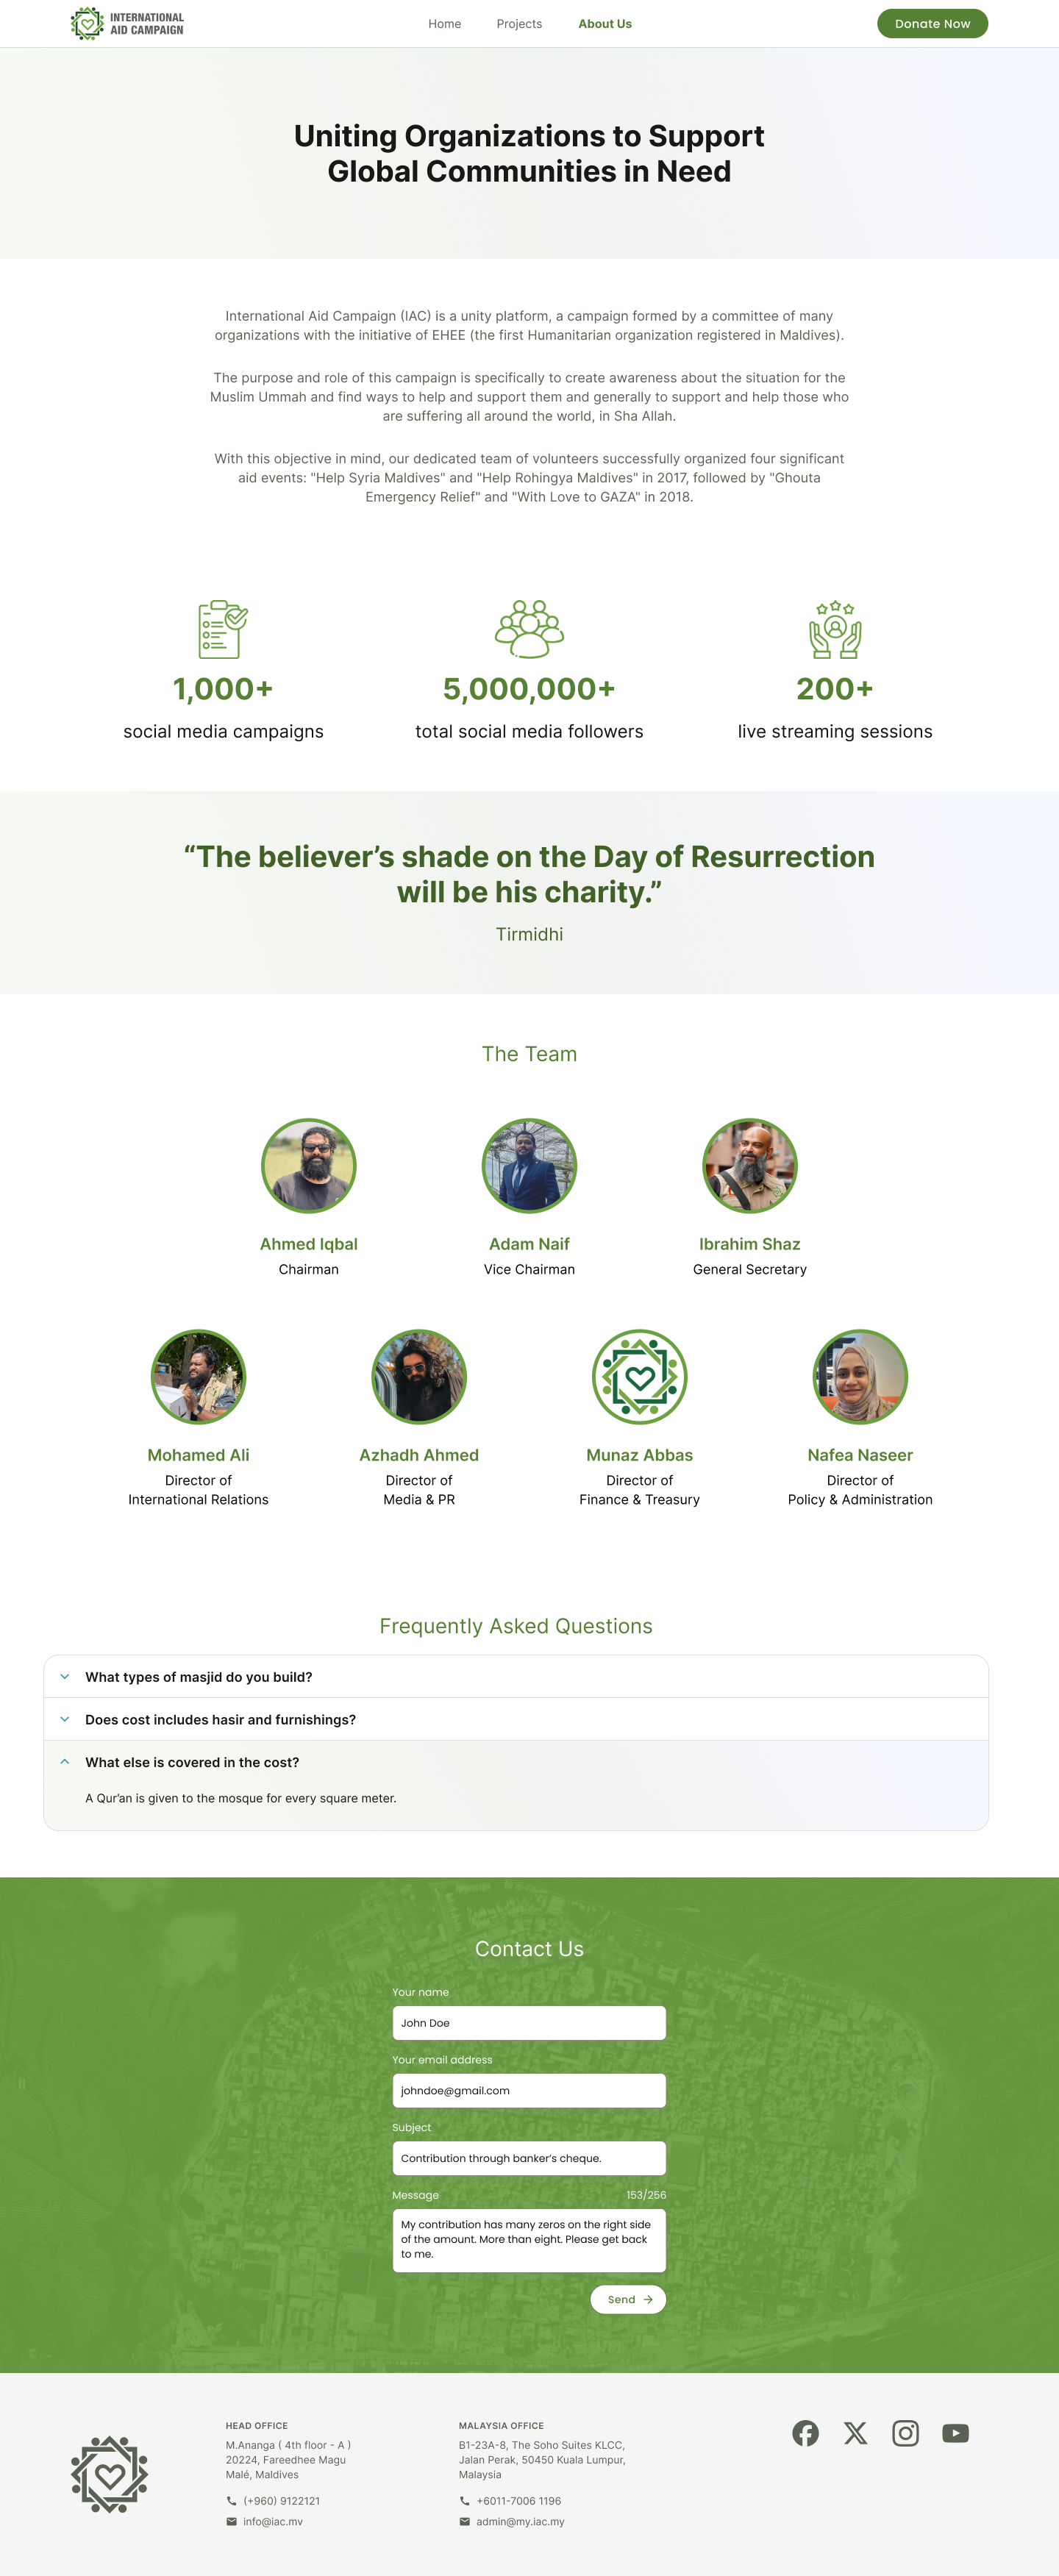 INTERNATIONAL
AID CAMPAIGN
Home
Projects
About Us
Donate Now
Uniting Organizations to Support
Global Communities in Need
International Aid Campaign (IAC) is a unity platform, a campaign formed by a committee of many
organizations with the initiative of EHEE (the first Humanitarian organization registered in Maldives).
The purpose and role of this campaign is specifically to create awareness about the situation for the
Muslim Ummah and find ways to help and support them and generally to support and help those who
are suffering all around the world, in Sha Allah.
With this objective in mind, our dedicated team of volunteers successfully organized four significant
aid events: "Help Syria Maldives" and "Help Rohingya Maldives" in 2017, followed by "Ghouta
Emergency Relief" and "With Love to GAZA" in 2018.
1,000+
social media campaigns
5,000,000+
total social media followers
200+
live streaming sessions
“The believer’s shade on the Day of Resurrection
will be his charity.”
Tirmidhi
The Team
Ahmed Iqbal
Chairman
Adam Naif
Vice Chairman
Ibrahim Shaz
General Secretary
Mohamed Ali
Director of
International Relations
Azhadh Ahmed
Director of
Media & PR
Munaz Abbas
Director of
Finance & Treasury
Nafea Naseer
Director of
Policy & Administration
Frequently Asked Questions
What types of masjid do you build?
Does cost includes hasir and furnishings?
What else is covered in the cost?
A Qur’an is given to the mosque for every square meter.
Contact Us
Your name
John Doe
Your email address
johndoe@gmail.com
Subject
Contribution through banker’s cheque.
Message
153/256
My contribution has many zeros on the right side
of the amount. More than eight. Please get back
to me.
Send
HEAD OFFICE
M.Ananga ( 4th floor - A )
20224, Fareedhee Magu
Malé, Maldives
(+960) 9122121
info@iac.mv
MALAYSIA OFFICE
B1-23A-8, The Soho Suites KLCC,
Jalan Perak, 50450 Kuala Lumpur,
Malaysia
+6011-7006 1196
admin@my.iac.my